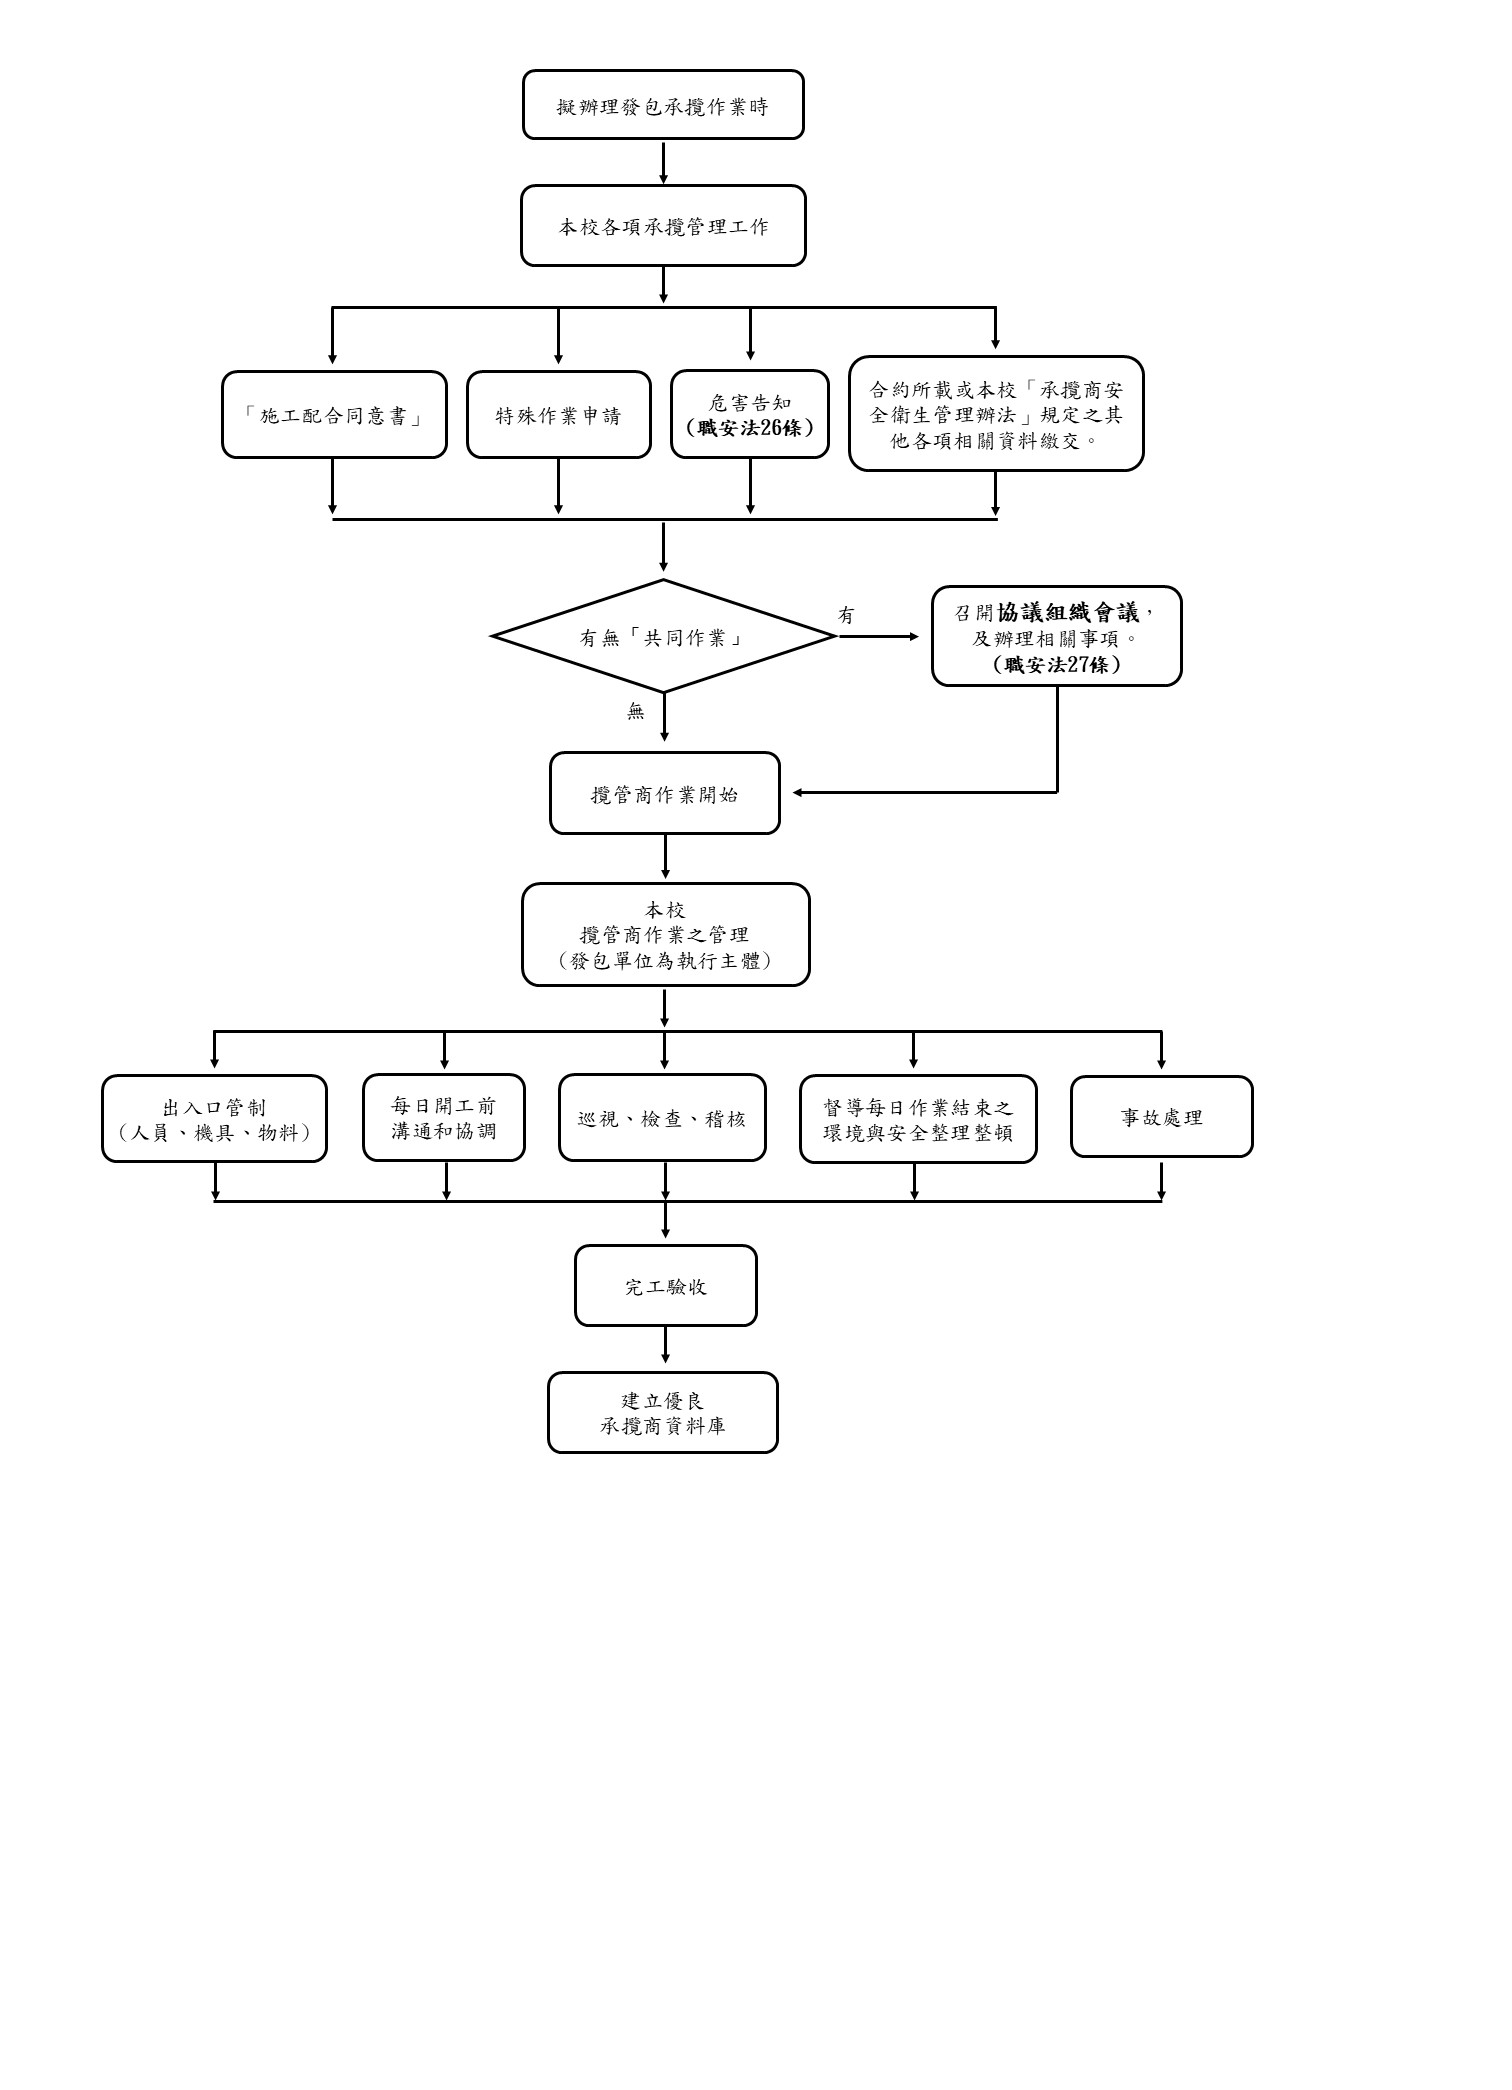 擬辦理發包承攬作業時
本校各項承攬管理工作
「施工配合同意書」
特殊作業申請
危害告知
（職安法26條）
合約所載或本校「承攬商安
全衛生管理辦法」規定之其
他各項相關資料繳交。
有無「共同作業」
有
召開協議組織會議，
及辦理相關事項。
（職安法27條）
無
攬管商作業開始
本校
攬管商作業之管理
（發包單位為執行主體）
出入口管制
（人員、機具、物料）
每日開工前
溝通和協調
巡視、檢查、稽核
督導每日作業結束之
環境與安全整理整頓
事故處理
完工驗收
建立優良
承攬商資料庫